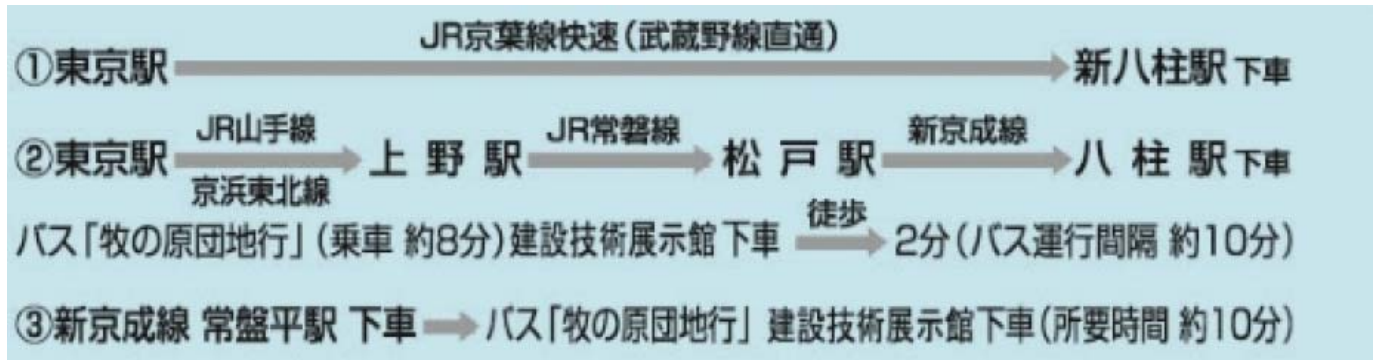 JR京葉線快速(武蔵野線直通)
①東京駅 新八柱駅 下車
JR山手線 JR常磐線 新京成線
②東京駅 上野駅 松戸駅 八柱駅 下車
京浜東北線
徒歩
バス「牧の原団地行」(乗車 約8分)建設技術展示館 下車 2分(バス運行間隔 約10分)
③新京成線 常盤平駅 下車 バス「牧の原団地行」 建設技術展示館下車(所要時間 約10分)